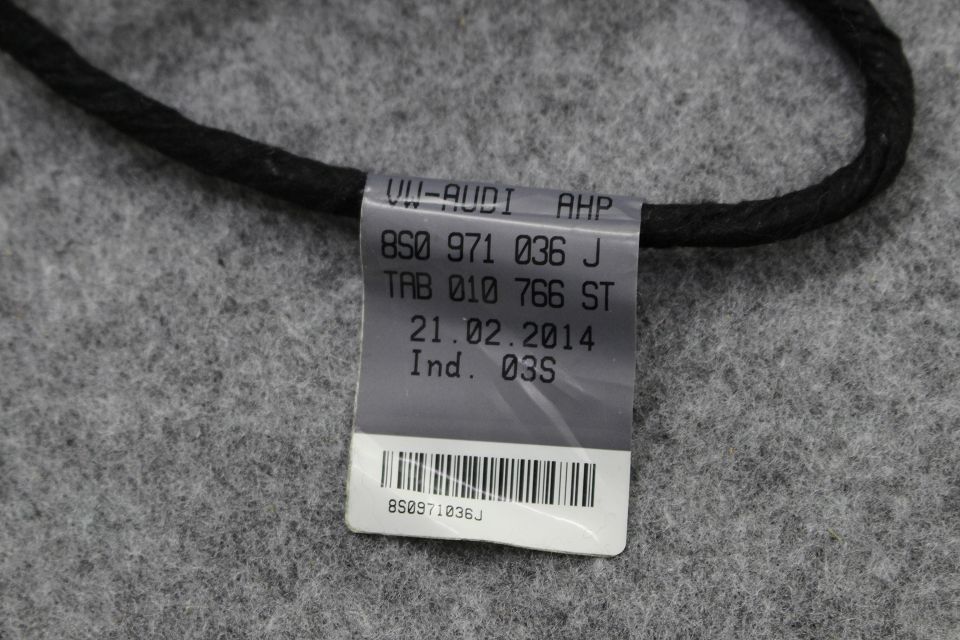 VW-AUDI AHP
8S0 971 036 J
TAB 010 766 ST
21.02.2014
Ind. 03S
8S0971036J